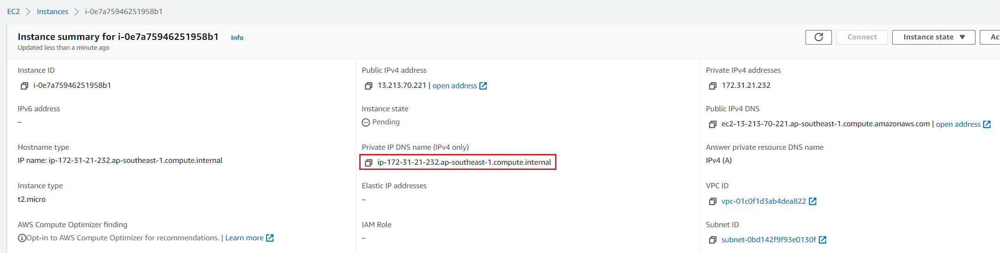 EC2 > Instances > i-0e7a75946251958b1
Instance summary for i-0e7a75946251958b1 Info
Updated less than a minute ago
Connect
Instance state
Ac
Instance ID
i-0e7a75946251958b1
Public IPv4 address
13.213.70.221 | open address
Private IPv4 addresses
172.31.21.232
IPv6 address
–
Instance state
Pending
Public IPv4 DNS
ec2-13-213-70-221.ap-southeast-1.compute.amazonaws.com | open address
Hostname type
IP name: ip-172-31-21-232.ap-southeast-1.compute.internal
Private IP DNS name (IPv4 only)
ip-172-31-21-232.ap-southeast-1.compute.internal
Answer private resource DNS name
IPv4 (A)
Instance type
t2.micro
Elastic IP addresses
–
VPC ID
vpc-01c0f1d3ab4dea822
AWS Compute Optimizer finding
Opt-in to AWS Compute Optimizer for recommendations. | Learn more
IAM Role
–
Subnet ID
subnet-0bd142f9f93e0130f